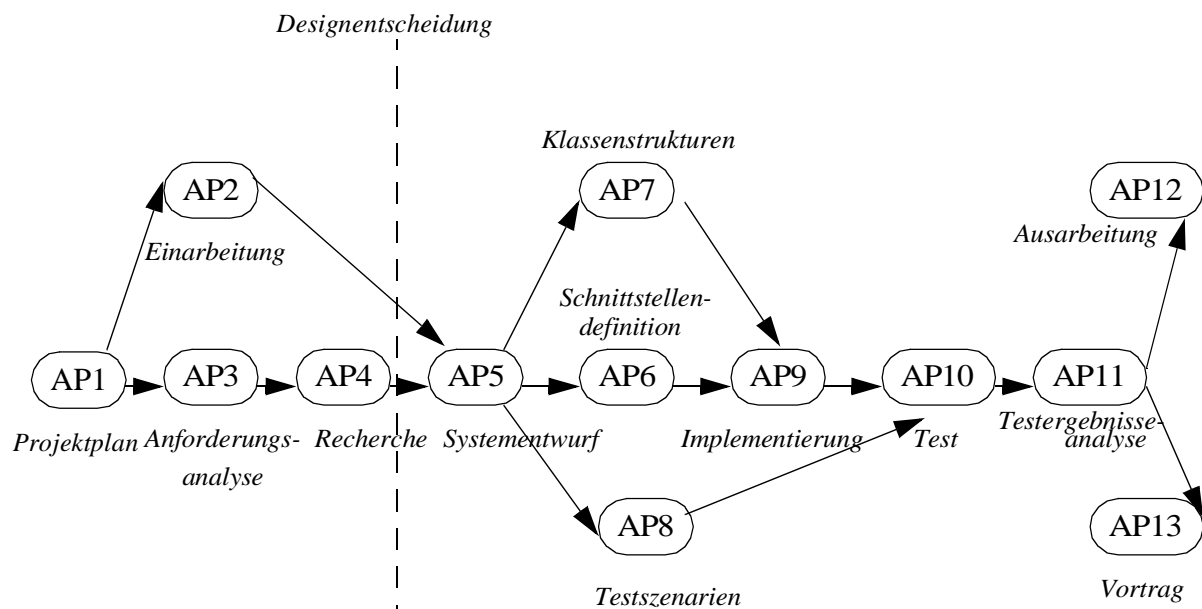 Designentscheidung
Klassenstrukturen
AP2
AP7
AP12
Einarbeitung
Ausarbeitung
Schnittstellen-
definition
AP1
AP3
AP4
AP5
AP6
AP9
AP10
AP11
Projektplan
Anforderungs-
analyse
Recherche
Systementwurf
Implementierung
Test
Testergebnisse-
analyse
AP8
AP13
Testszenarien
Vortrag